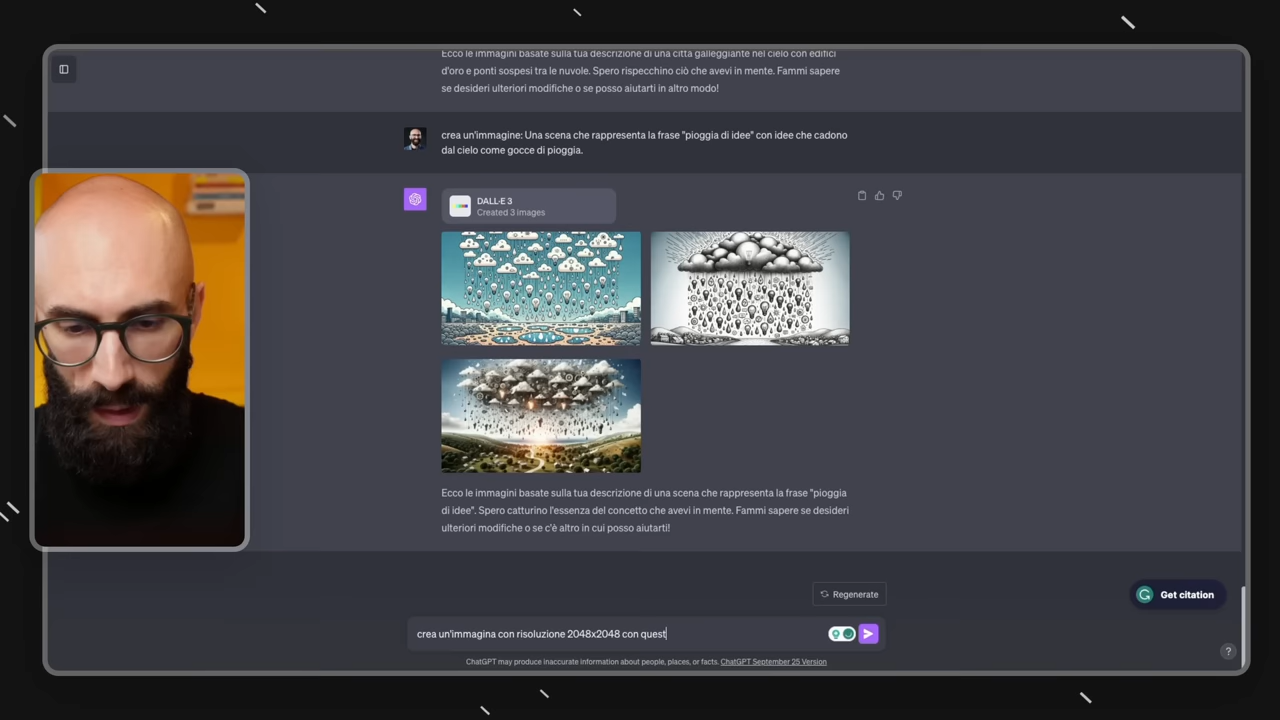 Ecco le immagini basate sulla tua descrizione di una città galleggiante nel cielo con edifici
d'oro e ponti sospesi tra le nuvole. Spero rispecchino ciò che avevi in mente. Fammi sapere
se desideri ulteriori modifiche o se posso aiutarti in altro modo!
crea un'immagine: Una scena che rappresenta la frase "pioggia di idee" con idee che cadono
dal cielo come gocce di pioggia.
DALL·E 3
Created 3 images
Ecco le immagini basate sulla tua descrizione di una scena che rappresenta la frase "pioggia
di idee". Spero catturino l'essenza del concetto che avevi in mente. Fammi sapere se desideri
ulteriori modifiche o se c'è altro in cui posso aiutarti!
Regenerate
Get citation
crea un'immagina con risoluzione 2048x2048 con quest
ChatGPT may produce inaccurate information about people, places, or facts. ChatGPT September 25 Version
?